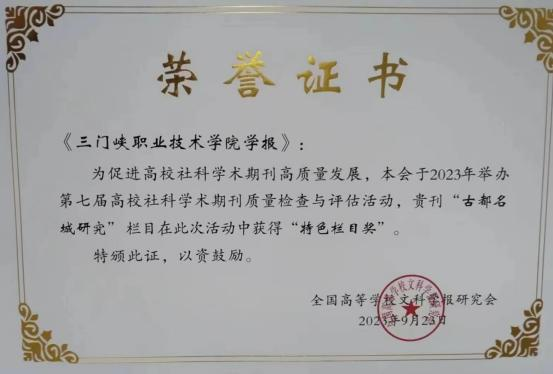 荣誉证书
《三门峡职业技术学院学报》：
为促进高校社科学术期刊高质量发展，本会于2023年举办
第七届高校社科学术期刊质量检查与评估活动，贵刊“古都名
城研究”栏目在此次活动中获得“特色栏目奖”。
特颁此证，以资鼓励。
全国高等学校文科学报研究会
2023年9月23日